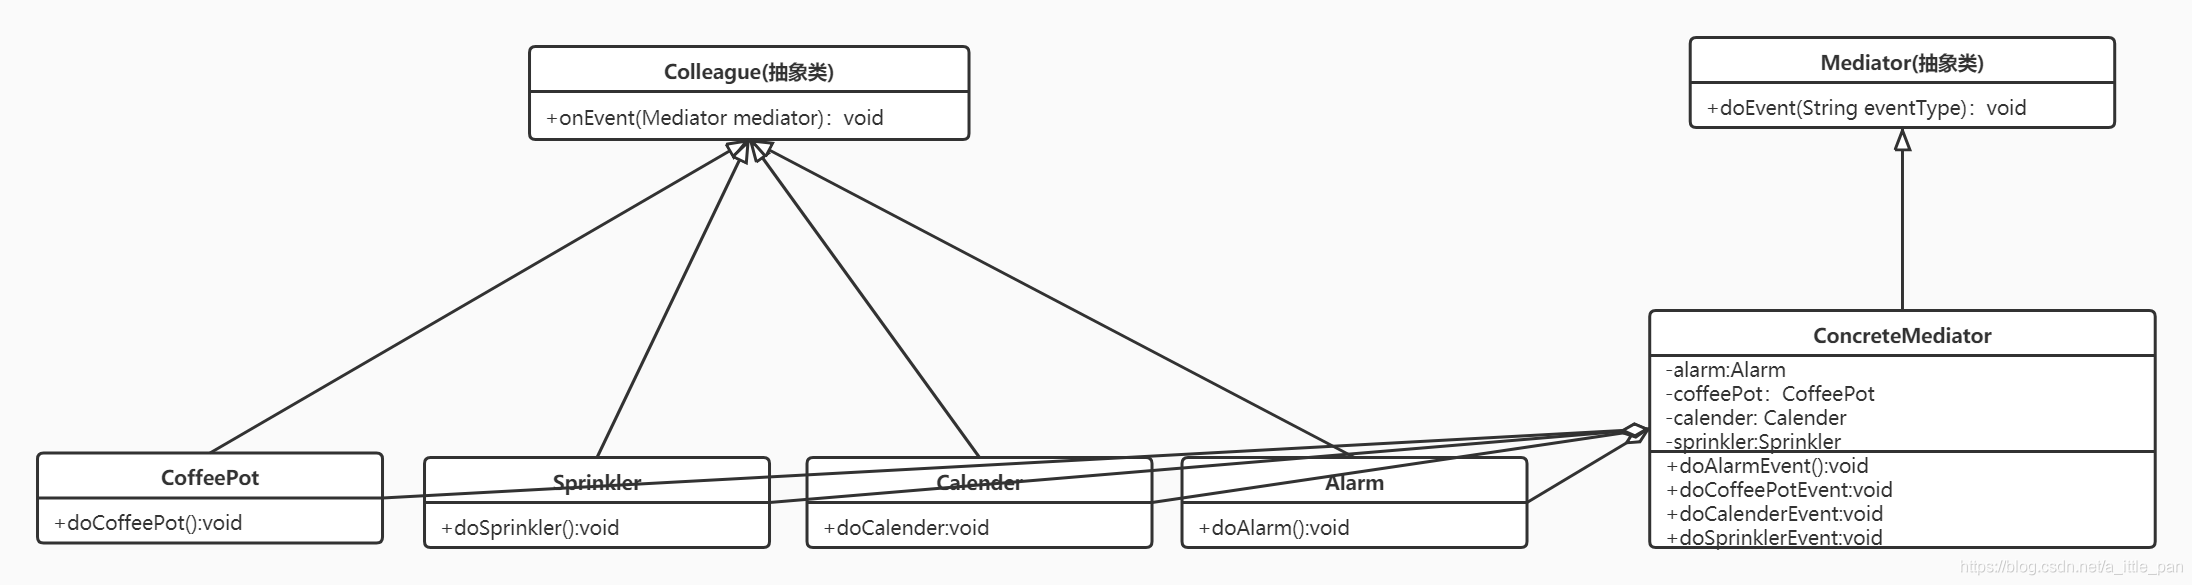 Colleague(抽象类)
+onEvent(Mediator mediator)：void
Mediator(抽象类)
+doEvent(String eventType)：void
CoffeePot
+doCoffeePot():void
Sprinkler
+doSprinkler():void
Calender
+doCalender:void
Alarm
+doAlarm():void
ConcreteMediator
-alarm:Alarm
-coffeePot：CoffeePot
-calender: Calender
-sprinkler:Sprinkler
+doAlarmEvent():void
+doCoffeePotEvent:void
+doCalenderEvent:void
+doSprinklerEvent:void
https://blog.csdn.net/a_ittle_pan